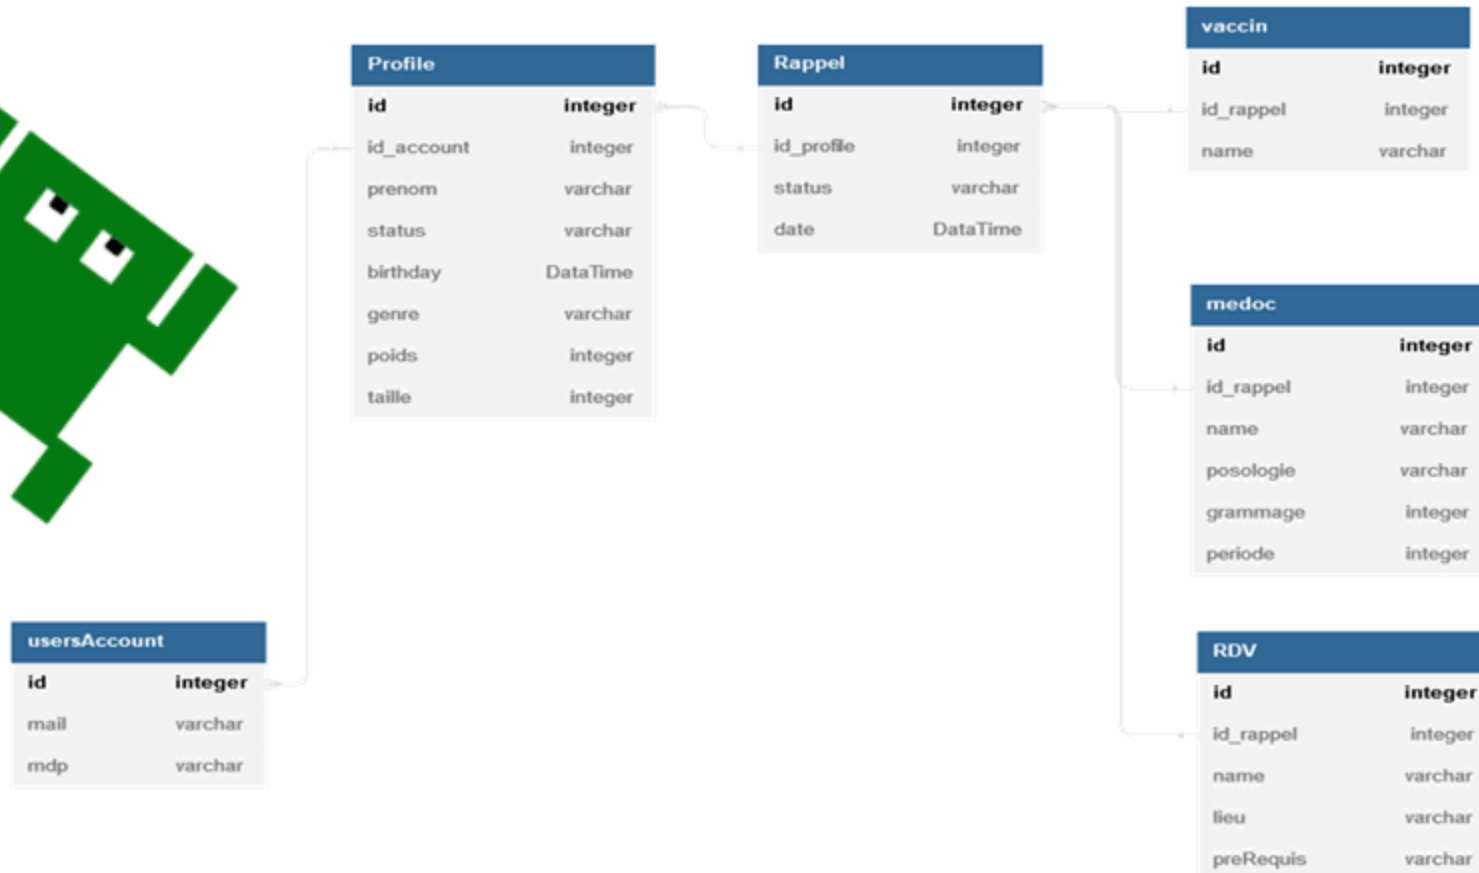 Profile
id integer
id_account integer
prenom varchar
status varchar
birthday DataTime
genre varchar
poids integer
taille integer
Rappel
id integer
id_profile integer
status varchar
date DataTime
vaccin
id integer
id_rappel integer
name varchar
medoc
id integer
id_rappel integer
name varchar
posologie varchar
grammage integer
periode integer
usersAccount
id integer
mail varchar
mdp varchar
RDV
id integer
id_rappel integer
name varchar
lieu varchar
preRequis varchar